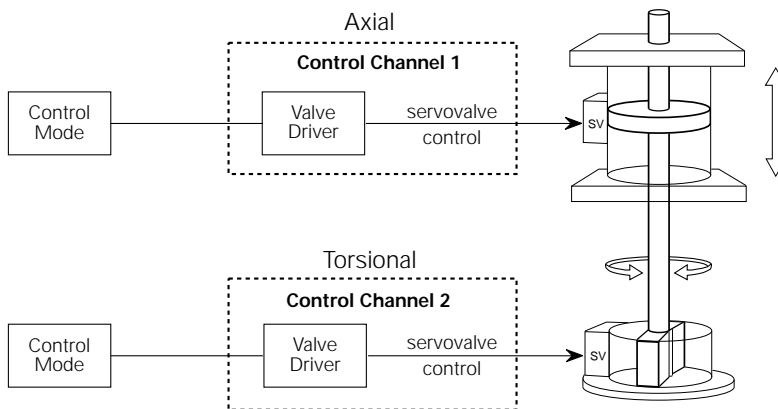 Axial
Control Channel 1
Control
Mode
Valve
Driver
servovalve
control
SV
Torsional
Control Channel 2
Control
Mode
Valve
Driver
servovalve
control
SV